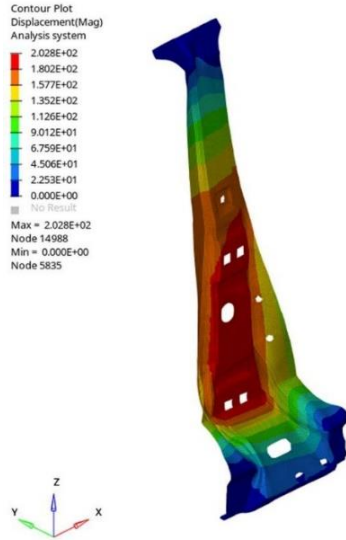 Contour Plot
Displacement(Mag)
Analysis system
2.028E+02
1.802E+02
1.577E+02
1.352E+02
1.126E+02
9.012E+01
6.759E+01
4.506E+01
2.253E+01
0.000E+00
No Result
Max = 2.028E+02
Node 14988
Min = 0.000E+00
Node 5835
Z
Y
X